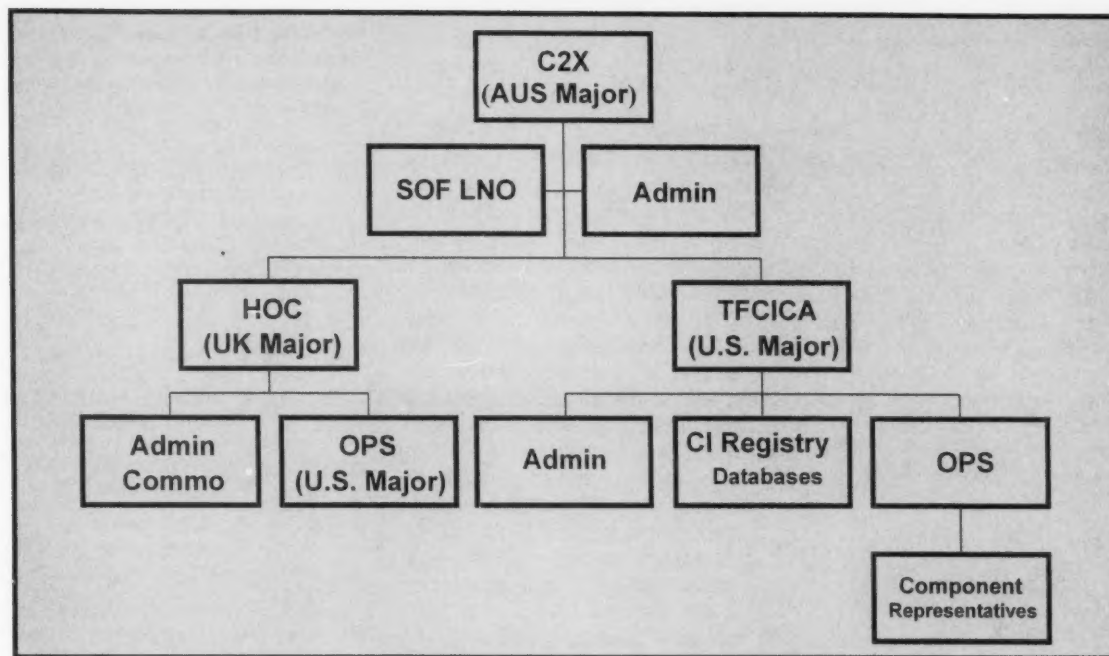 C2X
(AUS Major)
SOF LNO
Admin
HOC
(UK Major)
TFCICA
(U.S. Major)
Admin
Commo
OPS
(U.S. Major)
Admin
CI Registry
Databases
OPS
Component
Representatives